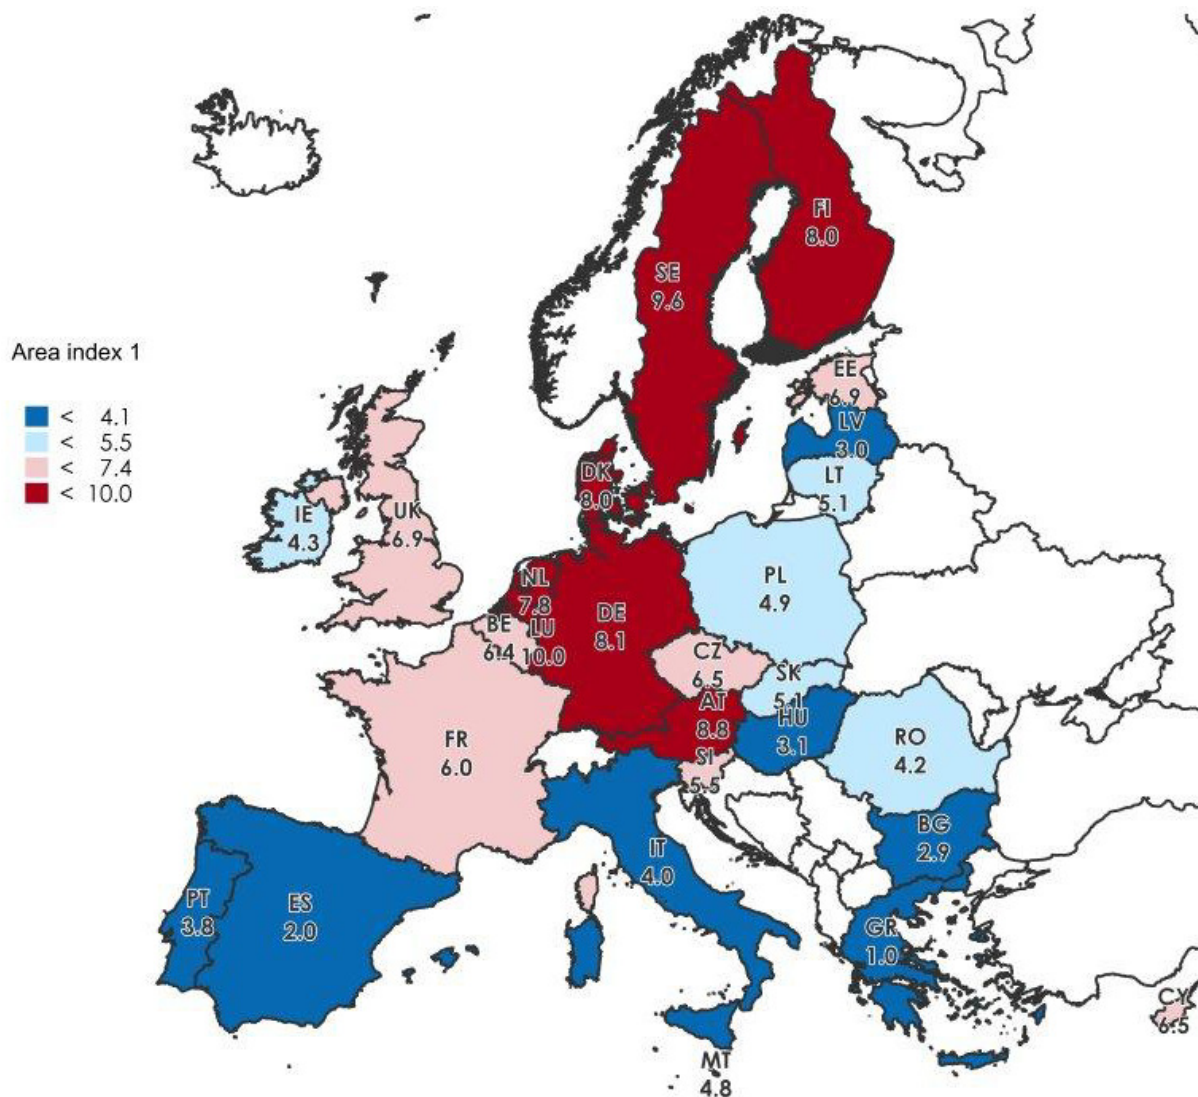 FI
8.0
SE
9.6
Area index 1
< 4.1
< 5.5
< 7.4
< 10.0
EE
6.9
LV
3.0
LT
5.1
DK
8.0
IE
4.3
UK
6.9
NL
7.8
BE
6.4
LU
10.0
DE
8.1
PL
4.9
CZ
6.5
SK
5.1
AT
8.8
HU
3.1
SI
5.5
FR
6.0
RO
4.2
BG
2.9
IT
4.0
PT
3.8
ES
2.0
GR
1.0
CY
6.5
MT
4.8